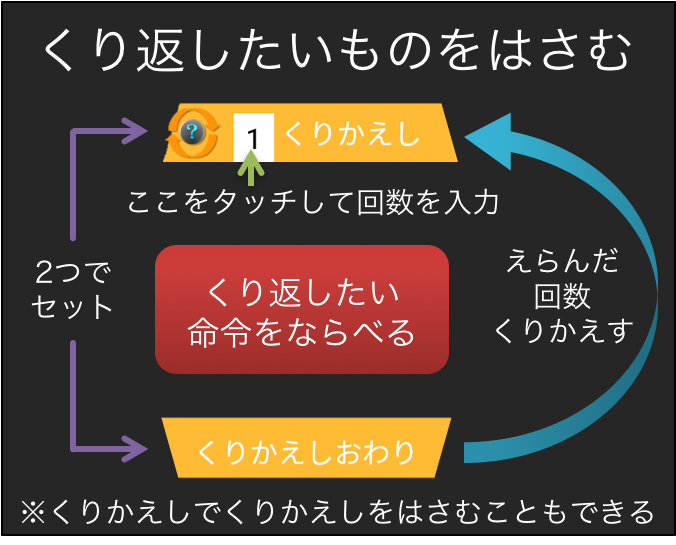 くり返したいものをはさむ
? 1 くりかえし
ここをタッチして回数を入力
2つで
セット
くり返したい
命令をならべる
えらんだ
回数
くりかえす
くりかえしおわり
※くりかえしでくりかえしをはさむこともできる